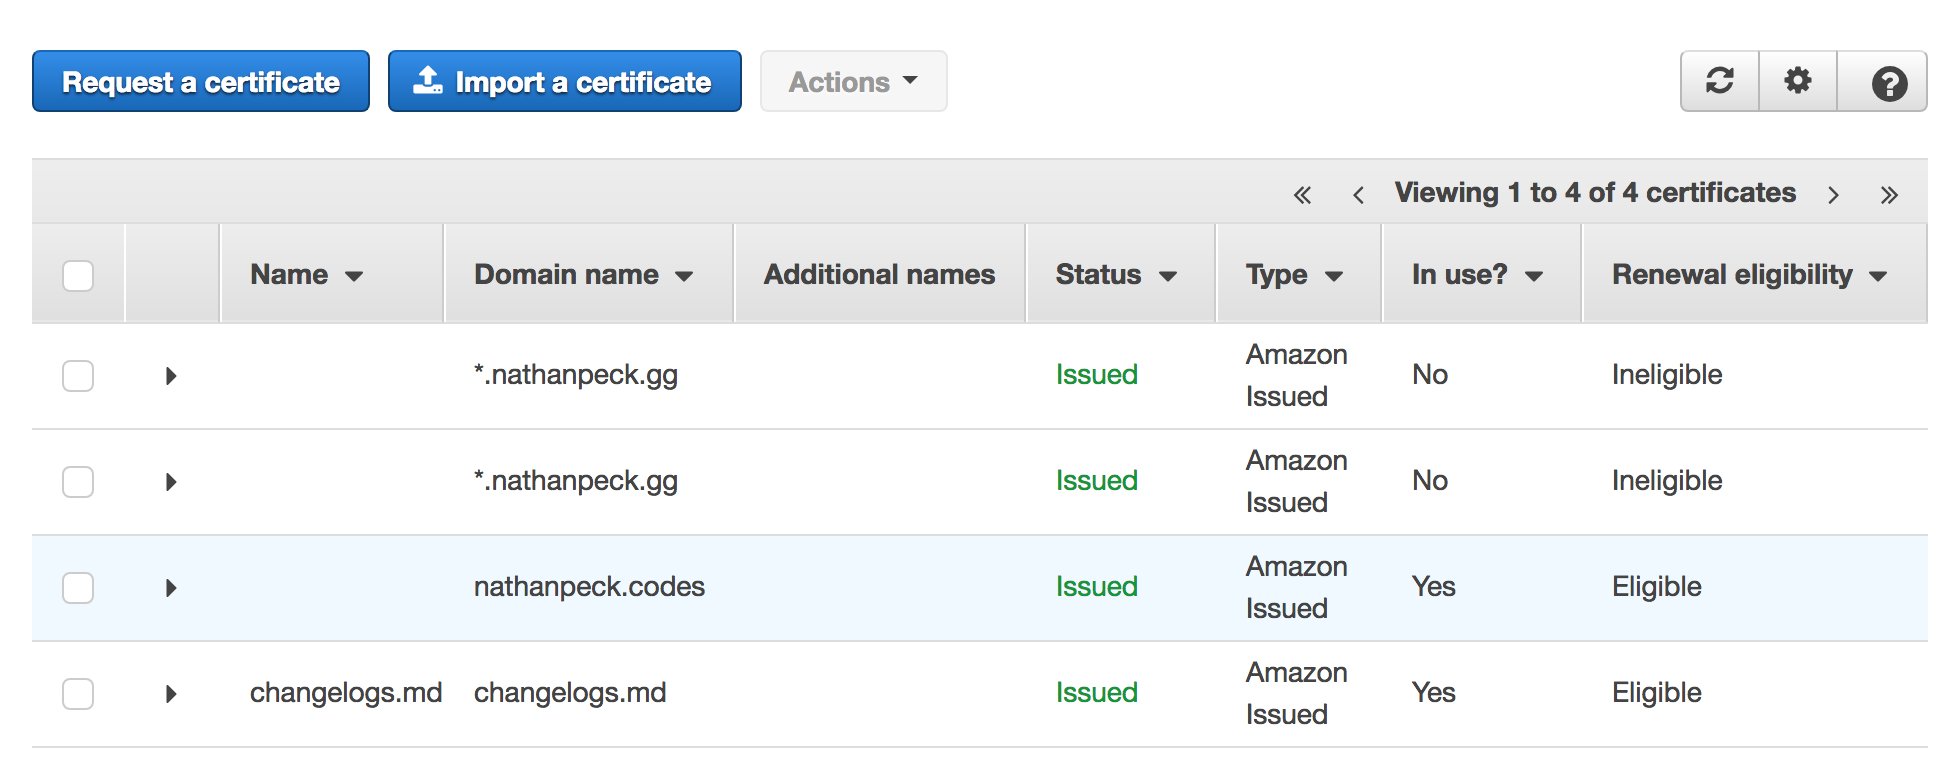 Request a certificate Import a certificate Actions
Viewing 1 to 4 of 4 certificates
Name Domain name Additional names Status Type In use? Renewal eligibility
*.nathanpeck.gg Issued Amazon Issued No Ineligible
*.nathanpeck.gg Issued Amazon Issued No Ineligible
nathanpeck.codes Issued Amazon Issued Yes Eligible
changelogs.md changelogs.md Issued Amazon Issued Yes Eligible